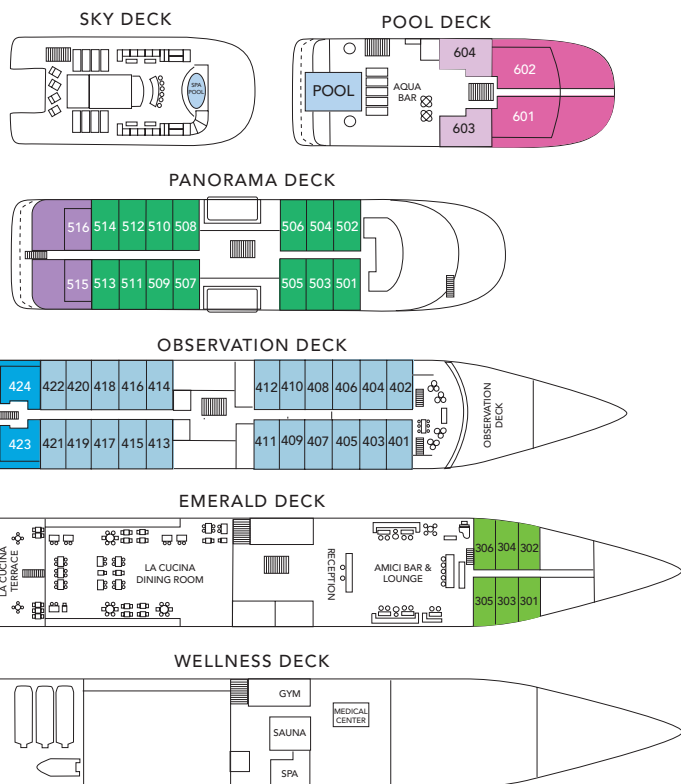 SKY DECK
SPA
POOL
POOL DECK
604
602
POOL
AQUA
BAR
601
603
PANORAMA DECK
516 514 512 510 508 506 504 502
515 513 511 509 507 505 503 501
OBSERVATION DECK
424 422 420 418 416 414 412 410 408 406 404 402
423 421 419 417 415 413 411 409 407 405 403 401
OBSERVATION
DECK
EMERALD DECK
LA CUCINA
TERRACE
LA CUCINA
DINING ROOM
RECEPTION
AMICI BAR &
LOUNGE
306 304 302
305 303 301
WELLNESS DECK
GYM
MEDICAL
CENTER
SAUNA
SPA